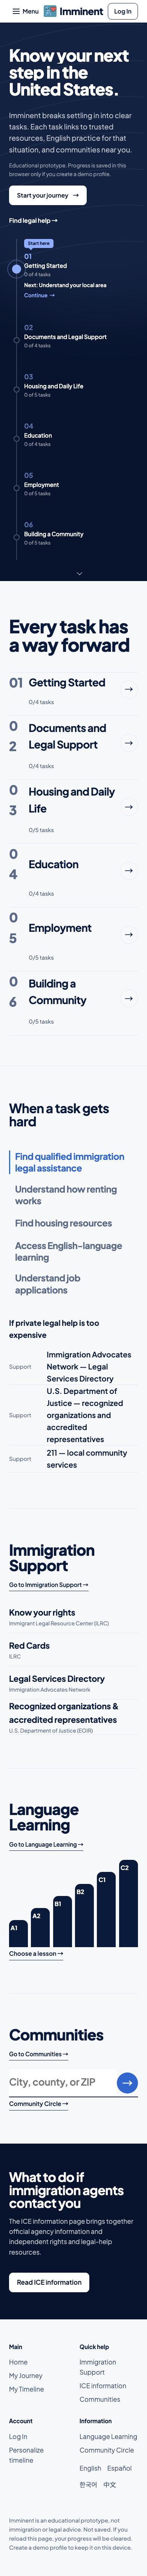 Menu
Imminent
Log In
Know your next
step in the
United States.
Imminent breaks settling in into clear
steps. Each task links to trusted
resources, English practice for that
situation, and communities near you.
Educational prototype. Progress is saved in this
browser only if you create a demo profile.
Start your journey →
Find legal help →
Start here
01
Getting Started
0 of 4 tasks
Next: Understand your local area
Continue →
02
Documents and Legal Support
0 of 4 tasks
03
Housing and Daily Life
0 of 5 tasks
04
Education
0 of 4 tasks
05
Employment
0 of 5 tasks
06
Building a Community
0 of 5 tasks
Every task has
a way forward
01 Getting Started →
0/4 tasks
02 Documents and
Legal Support →
0/4 tasks
03 Housing and Daily
Life →
0/5 tasks
04 Education →
0/4 tasks
05 Employment →
0/5 tasks
06 Building a
Community →
0/5 tasks
When a task gets
hard
Find qualified immigration
legal assistance
Understand how renting
works
Find housing resources
Access English-language
learning
Understand job
applications
If private legal help is too
expensive
Support Immigration Advocates
Network — Legal
Services Directory
Support U.S. Department of
Justice — recognized
organizations and
accredited
representatives
Support 211 — local community
services
Immigration
Support
Go to Immigration Support →
Know your rights
Immigrant Legal Resource Center (ILRC)
Red Cards
ILRC
Legal Services Directory
Immigration Advocates Network
Recognized organizations &
accredited representatives
U.S. Department of Justice (EOIR)
Language
Learning
Go to Language Learning →
A1
A2
B1
B2
C1
C2
Choose a lesson →
Communities
Go to Communities →
City, county, or ZIP →
Community Circle →
What to do if
immigration agents
contact you
The ICE information page brings together
official agency information and
independent rights and legal-help
resources.
Read ICE information
Main
Home
My Journey
My Timeline
Quick help
Immigration
Support
ICE information
Communities
Account
Log In
Personalize
timeline
Information
Language Learning
Community Circle
English Español
한국어 中文
Imminent is an educational prototype, not
immigration or legal advice. Not saved. If you
reload this page, your progress will be cleared.
Create a demo profile to keep it on this device.